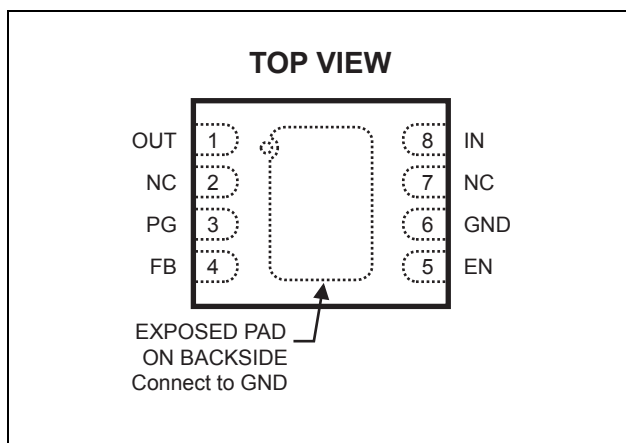 TOP VIEW
OUT 1 8 IN
NC 2 7 NC
PG 3 6 GND
FB 4 5 EN
EXPOSED PAD
ON BACKSIDE
Connect to GND